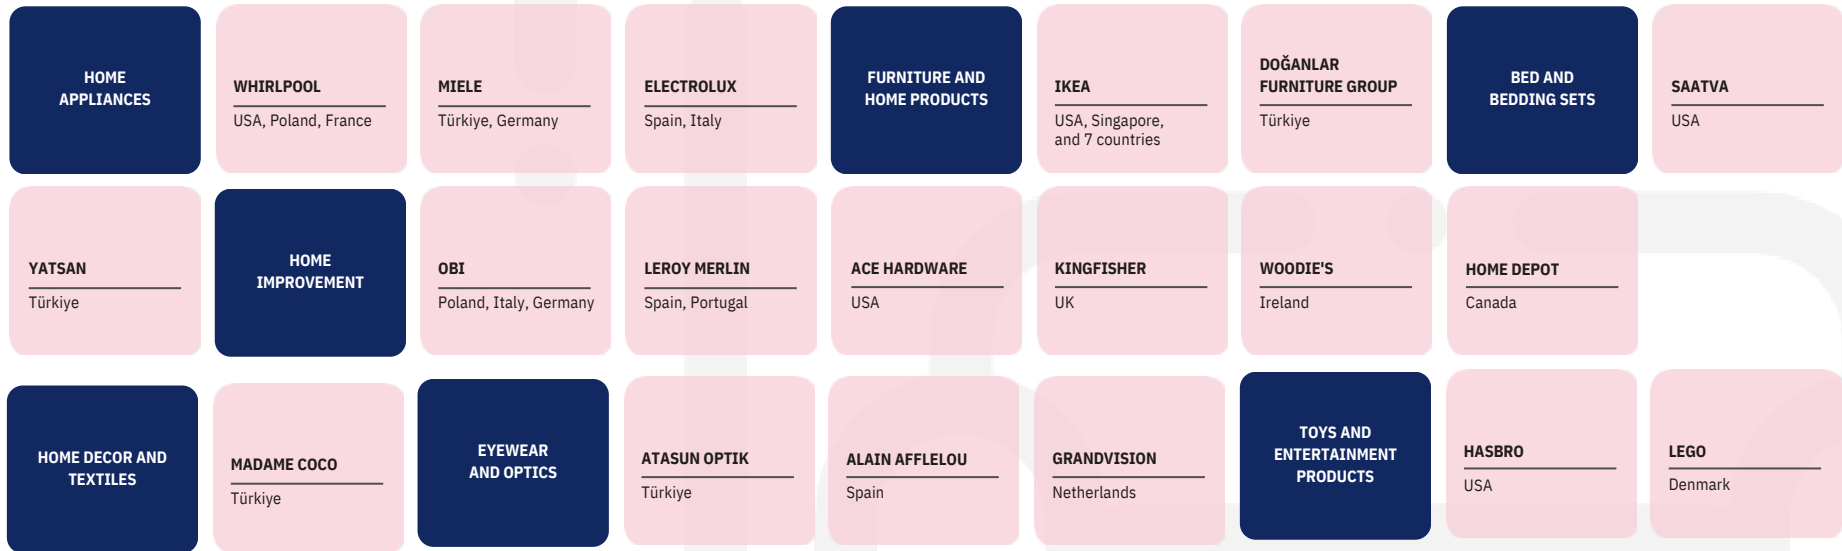 HOME
APPLIANCES
WHIRLPOOL
USA, Poland, France
MIELE
Türkiye, Germany
ELECTROLUX
Spain, Italy
FURNITURE AND
HOME PRODUCTS
IKEA
USA, Singapore,
and 7 countries
DOĞANLAR
FURNITURE GROUP
Türkiye
BED AND
BEDDING SETS
SAATVA
USA
YATSAN
Türkiye
HOME
IMPROVEMENT
OBI
Poland, Italy, Germany
LEROY MERLIN
Spain, Portugal
ACE HARDWARE
USA
KINGFISHER
UK
WOODIE'S
Ireland
HOME DEPOT
Canada
HOME DECOR AND
TEXTILES
MADAME COCO
Türkiye
EYEWEAR
AND OPTICS
ATASUN OPTIK
Türkiye
ALAIN AFFLELOU
Spain
GRANDVISION
Netherlands
TOYS AND
ENTERTAINMENT
PRODUCTS
HASBRO
USA
LEGO
Denmark